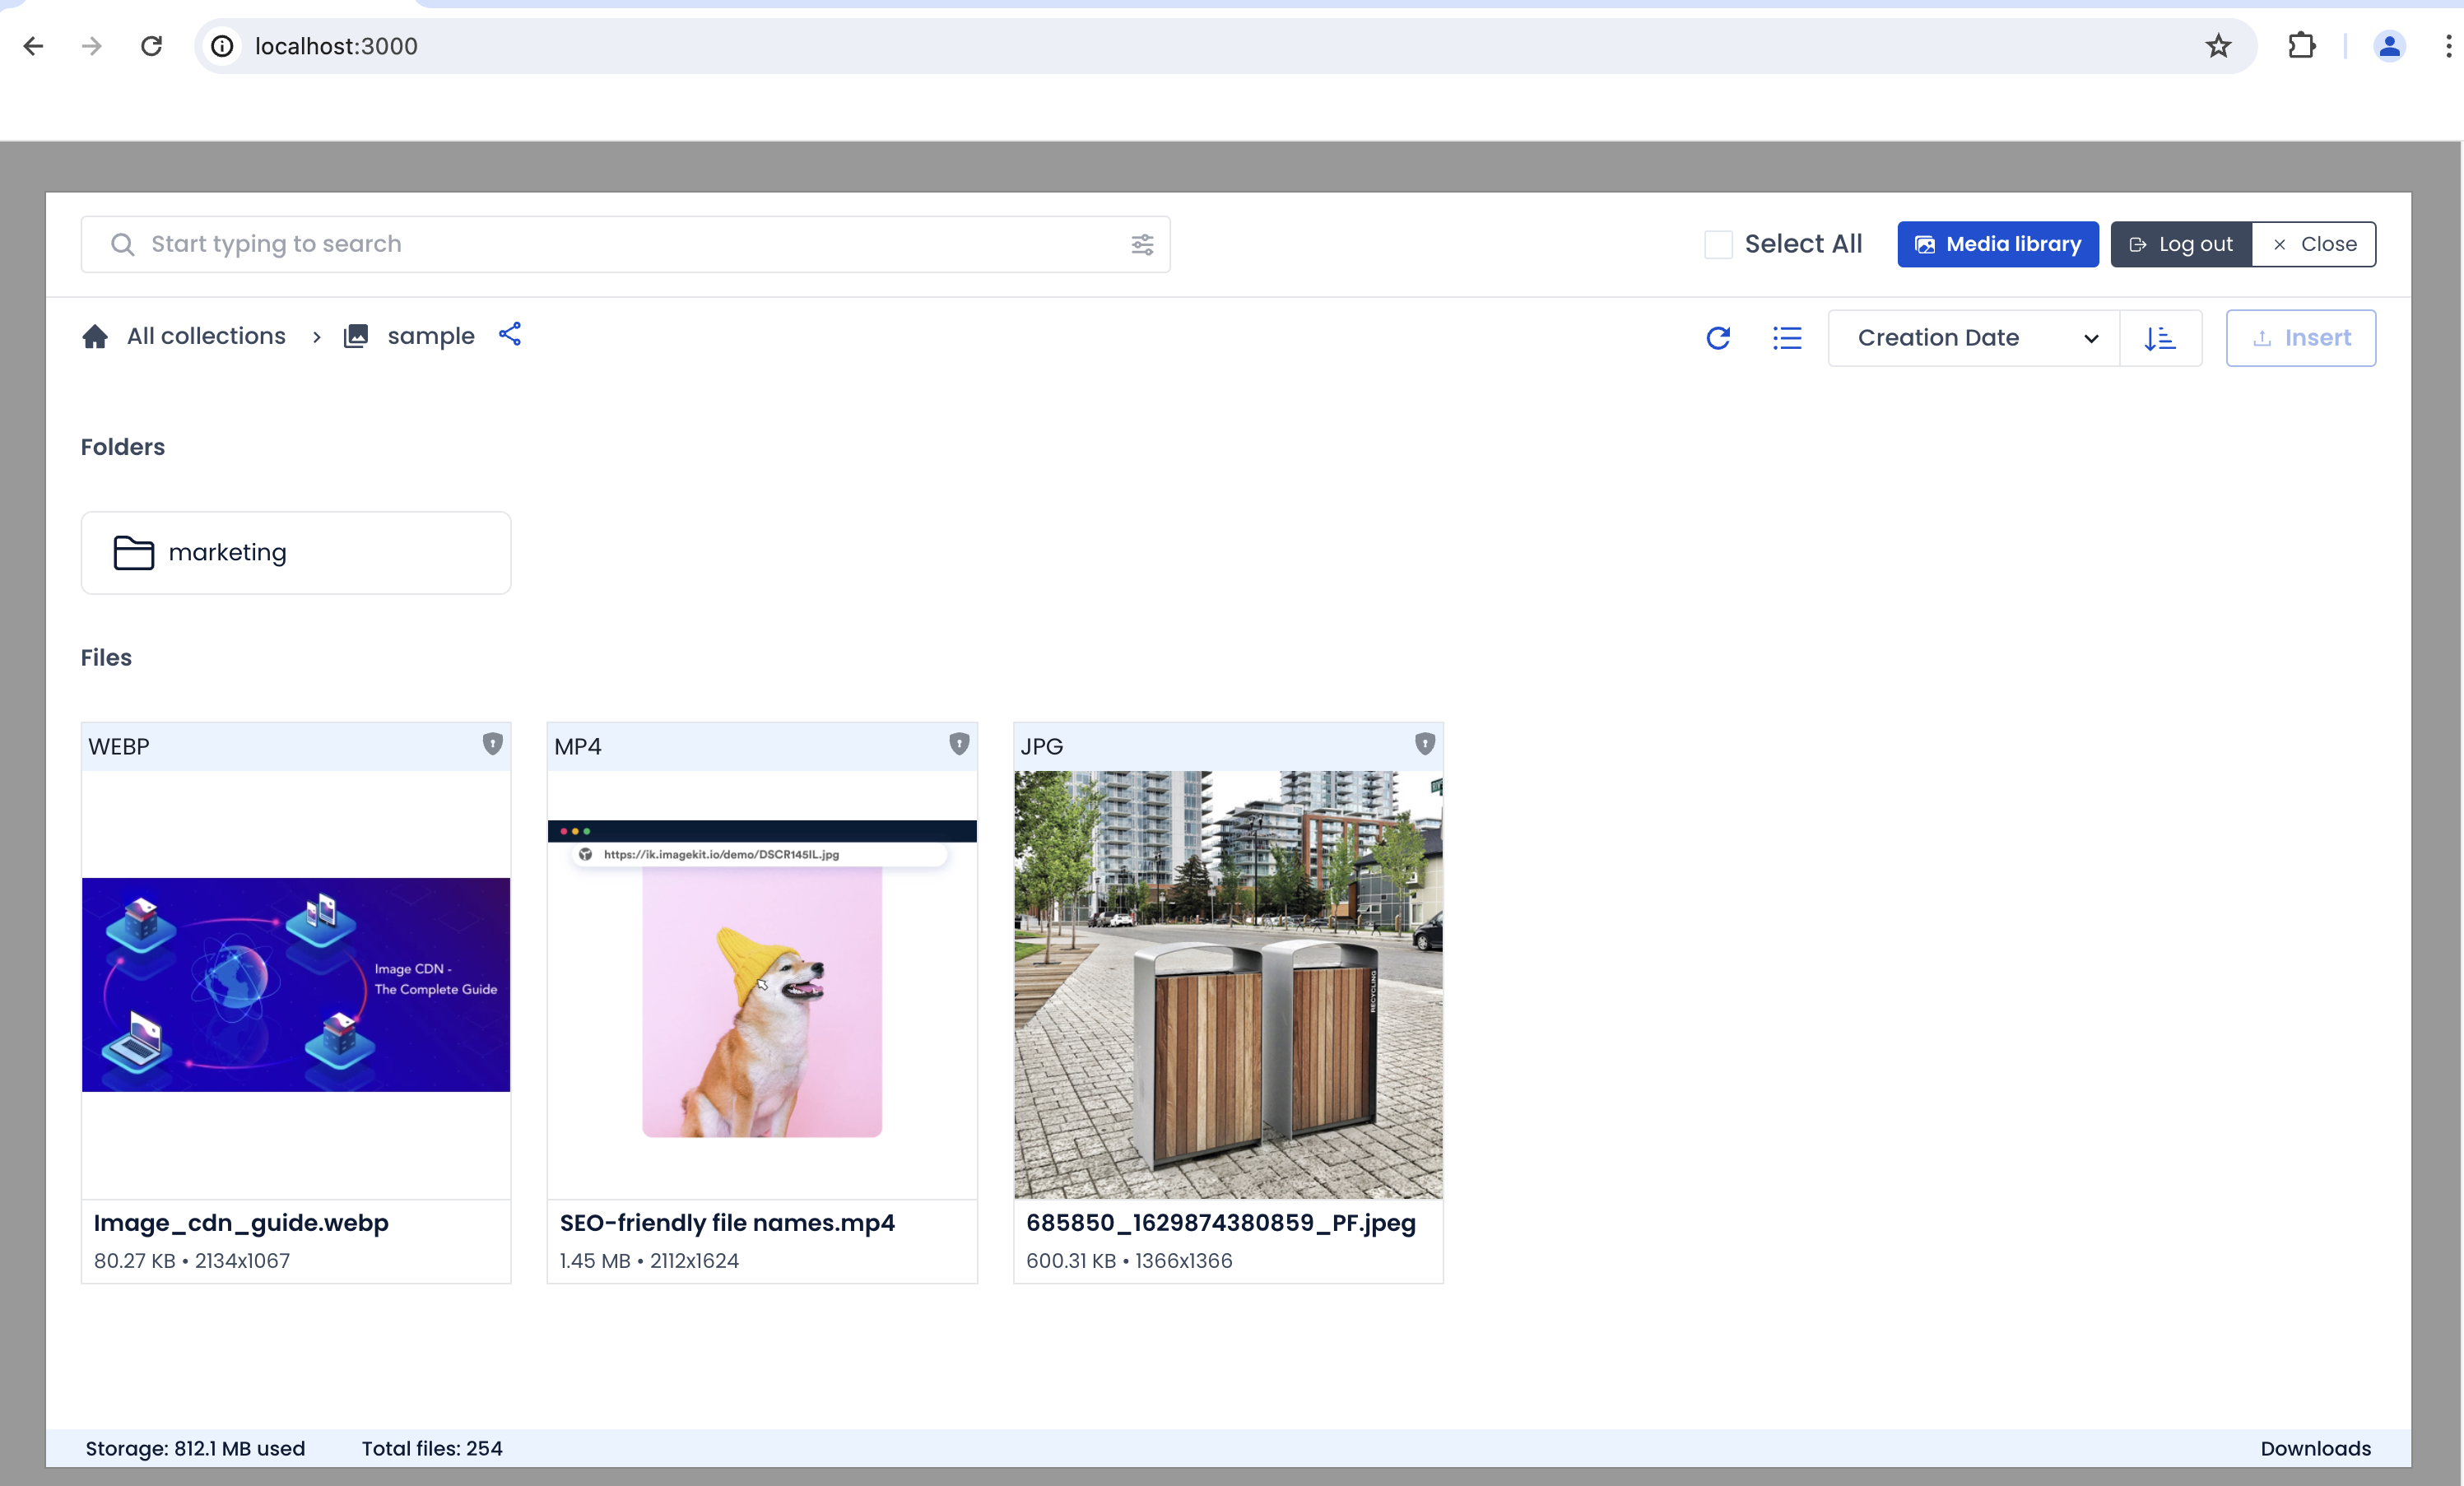 localhost:3000
Start typing to search
Select All
Media library
Log out
Close
All collections
sample
Creation Date
Insert
Folders
marketing
Files
WEBP
MP4
JPG
https://ik.imagekit.io/demo/DSCR145IL.jpg
Image CDN -
The Complete Guide
RECYCLING
Image_cdn_guide.webp
80.27 KB • 2134x1067
SEO-friendly file names.mp4
1.45 MB • 2112x1624
685850_1629874380859_PF.jpeg
600.31 KB • 1366x1366
Storage: 812.1 MB used
Total files: 254
Downloads